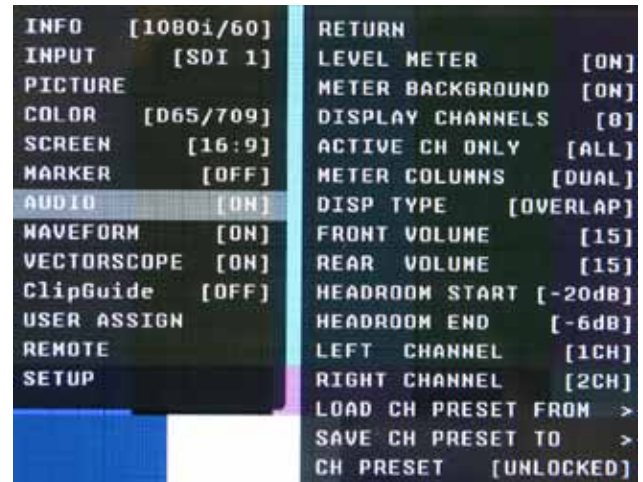 INFO [1080i/60]
INPUT [SDI 1]
PICTURE
COLOR [D65/709]
SCREEN [16:9]
MARKER [OFF]
AUDIO [ON]
WAVEFORM [ON]
VECTORSCOPE [ON]
ClipGuide [OFF]
USER ASSIGN
REMOTE
SETUP
RETURN
LEVEL METER [ON]
METER BACKGROUND [ON]
DISPLAY CHANNELS [8]
ACTIVE CH ONLY [ALL]
METER COLUMNS [DUAL]
DISP TYPE [OVERLAP]
FRONT VOLUME [15]
REAR VOLUME [15]
HEADROOM START [-20dB]
HEADROOM END [-6dB]
LEFT CHANNEL [1CH]
RIGHT CHANNEL [2CH]
LOAD CH PRESET FROM >
SAVE CH PRESET TO >
CH PRESET [UNLOCKED]